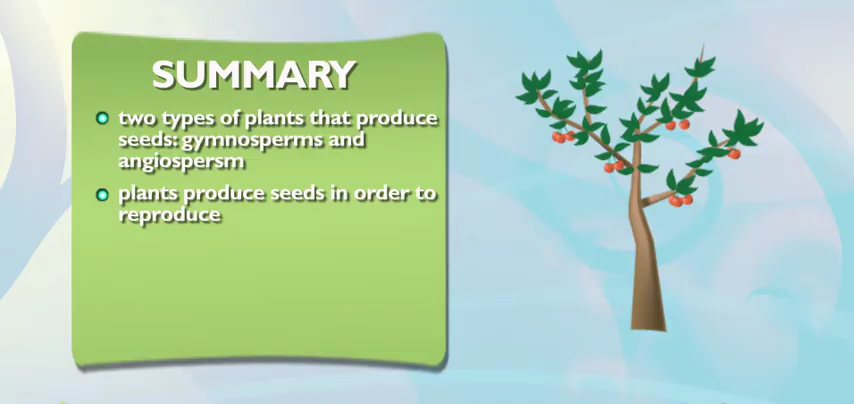 SUMMARY
two types of plants that produce
seeds: gymnosperms and
angiospersm
plants produce seeds in order to
reproduce